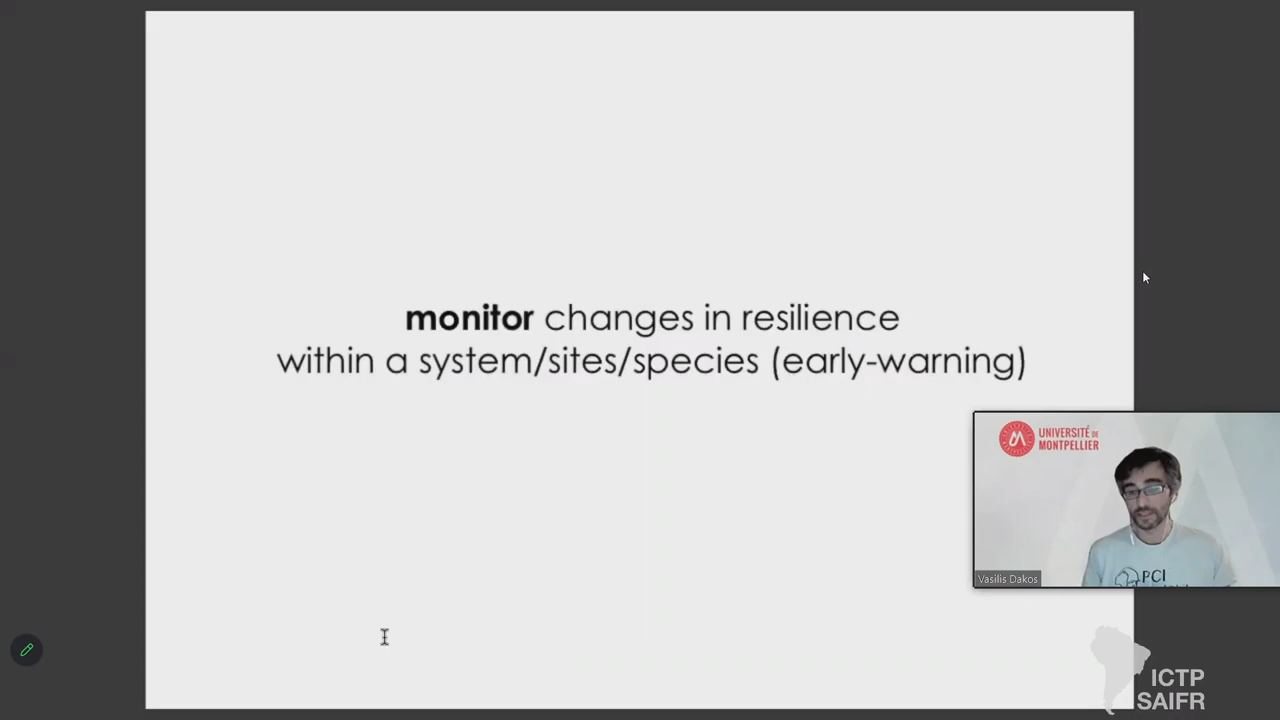 monitor changes in resilience
within a system/sites/species (early-warning)
UNIVERSITÉ DE
MONTPELLIER
PCI
Vasilis Dakos
ICTP
SAIFR